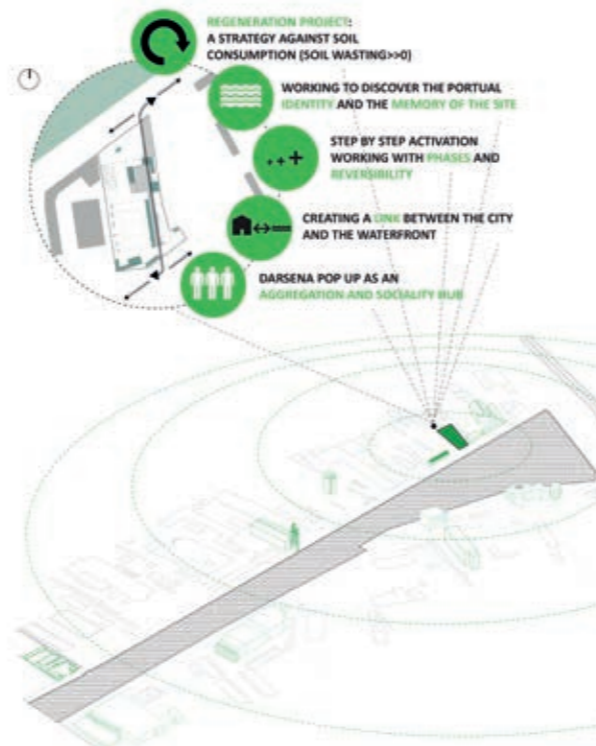 REGENERATION PROJECT:
A STRATEGY AGAINST SOIL
CONSUMPTION (SOIL WASTING>>0)
WORKING TO DISCOVER THE PORTUAL
IDENTITY AND THE MEMORY OF THE SITE
STEP BY STEP ACTIVATION
WORKING WITH PHASES AND
REVERSIBILITY
CREATING A LINK BETWEEN THE CITY
AND THE WATERFRONT
DARSENA POP UP AS AN
AGGREGATION AND SOCIALITY HUB